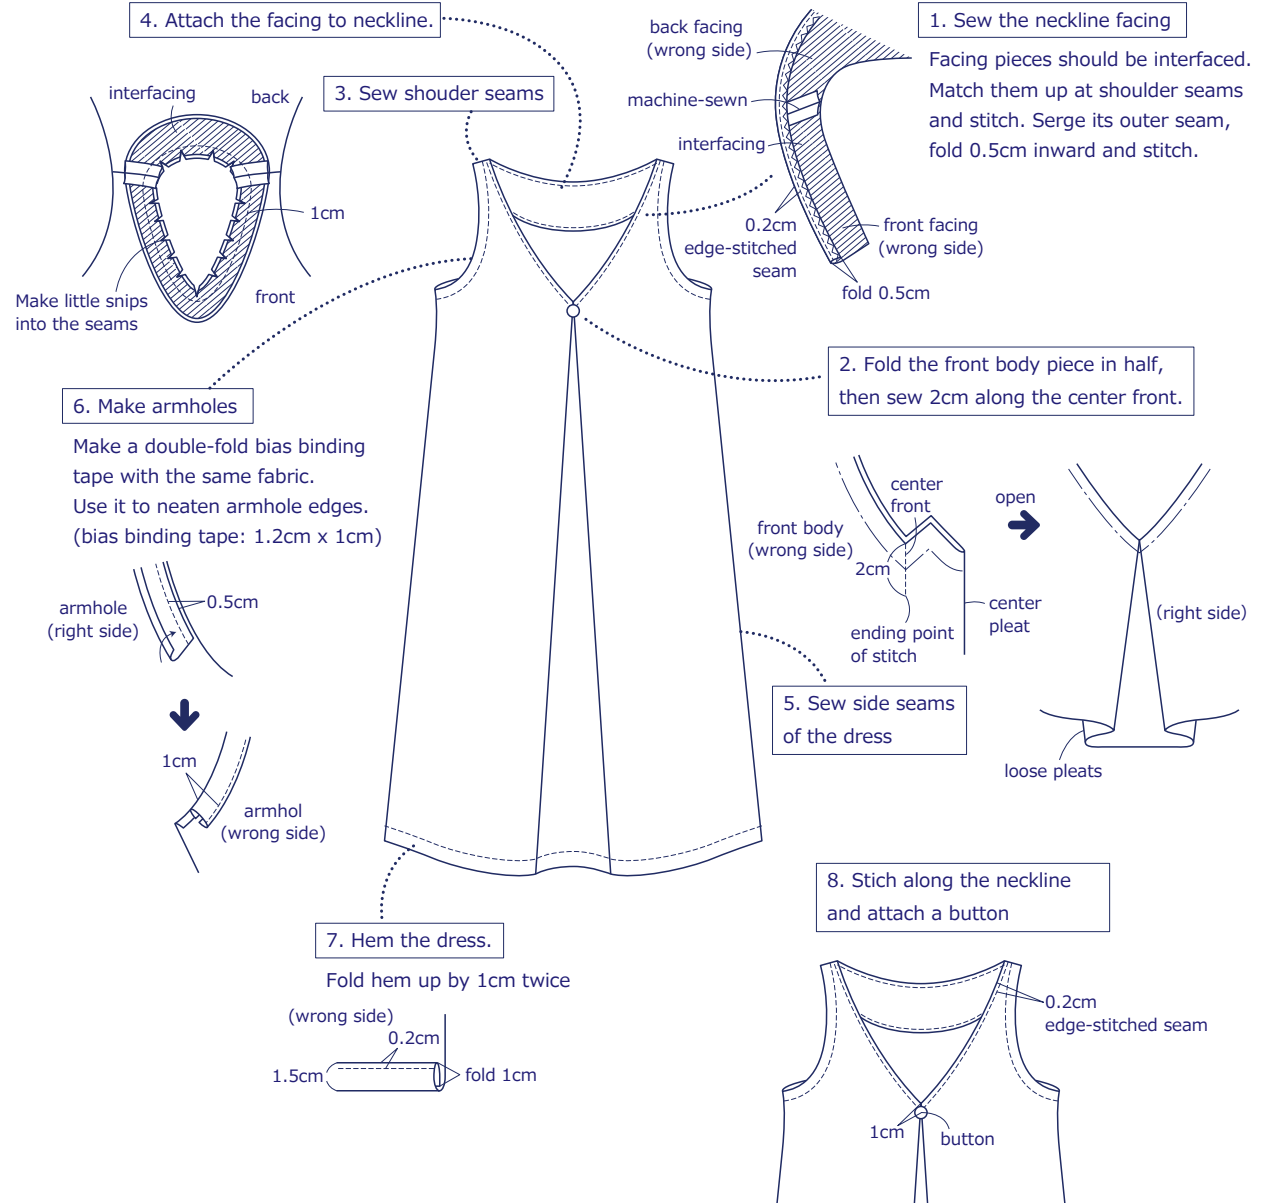 4. Attach the facing to neckline.
back facing
(wrong side)
1. Sew the neckline facing
Facing pieces should be interfaced.
Match them up at shoulder seams
and stitch. Serge its outer seam,
fold 0.5cm inward and stitch.
interfacing
back
3. Sew shouder seams
machine-sewn
interfacing
1cm
0.2cm
edge-stitched
seam
front facing
(wrong side)
fold 0.5cm
Make little snips
into the seams
front
2. Fold the front body piece in half,
then sew 2cm along the center front.
6. Make armholes
Make a double-fold bias binding
tape with the same fabric.
Use it to neaten armhole edges.
(bias binding tape: 1.2cm x 1cm)
center
front
open
front body
(wrong side)
2cm
center
pleat
(right side)
ending point
of stitch
armhole
(right side)
0.5cm
5. Sew side seams
of the dress
loose pleats
1cm
armhol
(wrong side)
8. Stich along the neckline
and attach a button
7. Hem the dress.
Fold hem up by 1cm twice
(wrong side)
0.2cm
1.5cm
fold 1cm
0.2cm
edge-stitched seam
1cm
button